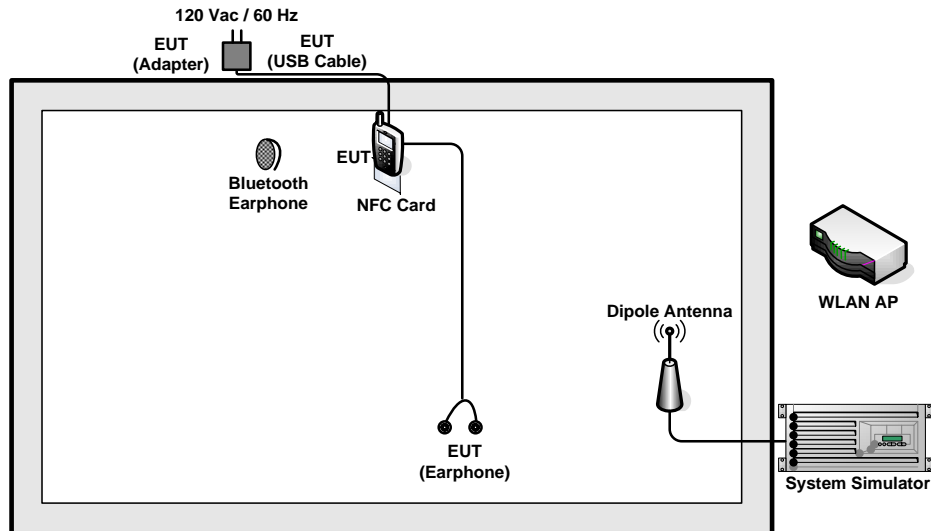 120 Vac / 60 Hz
EUT
(Adapter)
EUT
(USB Cable)
EUT
Bluetooth
Earphone
NFC Card
WLAN AP
Dipole Antenna
EUT
(Earphone)
System Simulator